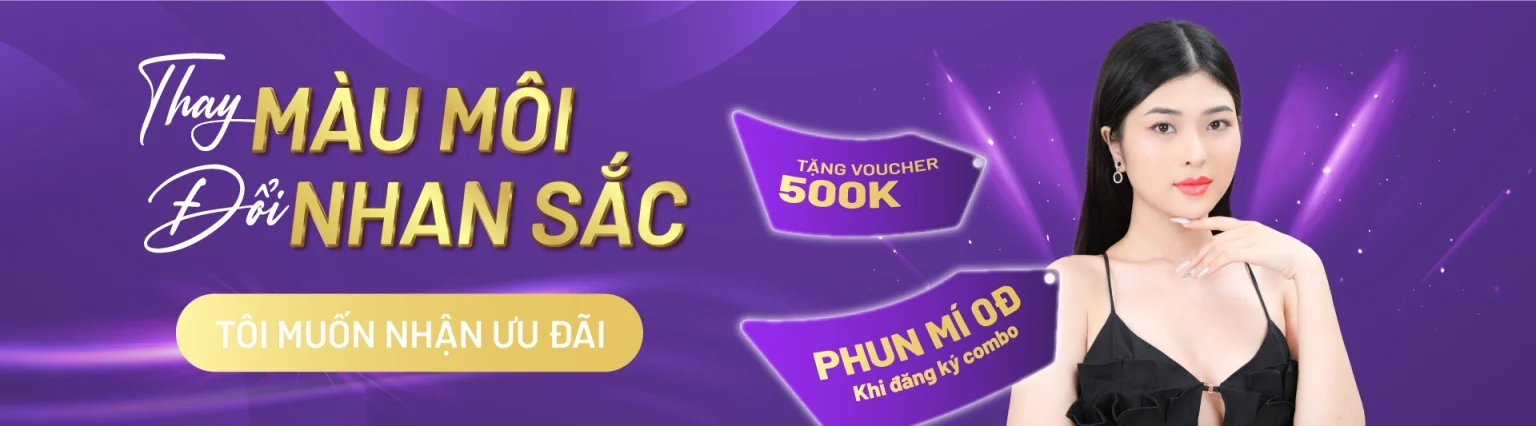 Thay MÀU MÔI
Đổi NHAN SẮC
TÔI MUỐN NHẬN ƯU ĐÃI
TẶNG VOUCHER
500K
PHUN MÍ 0Đ
Khi đăng ký combo